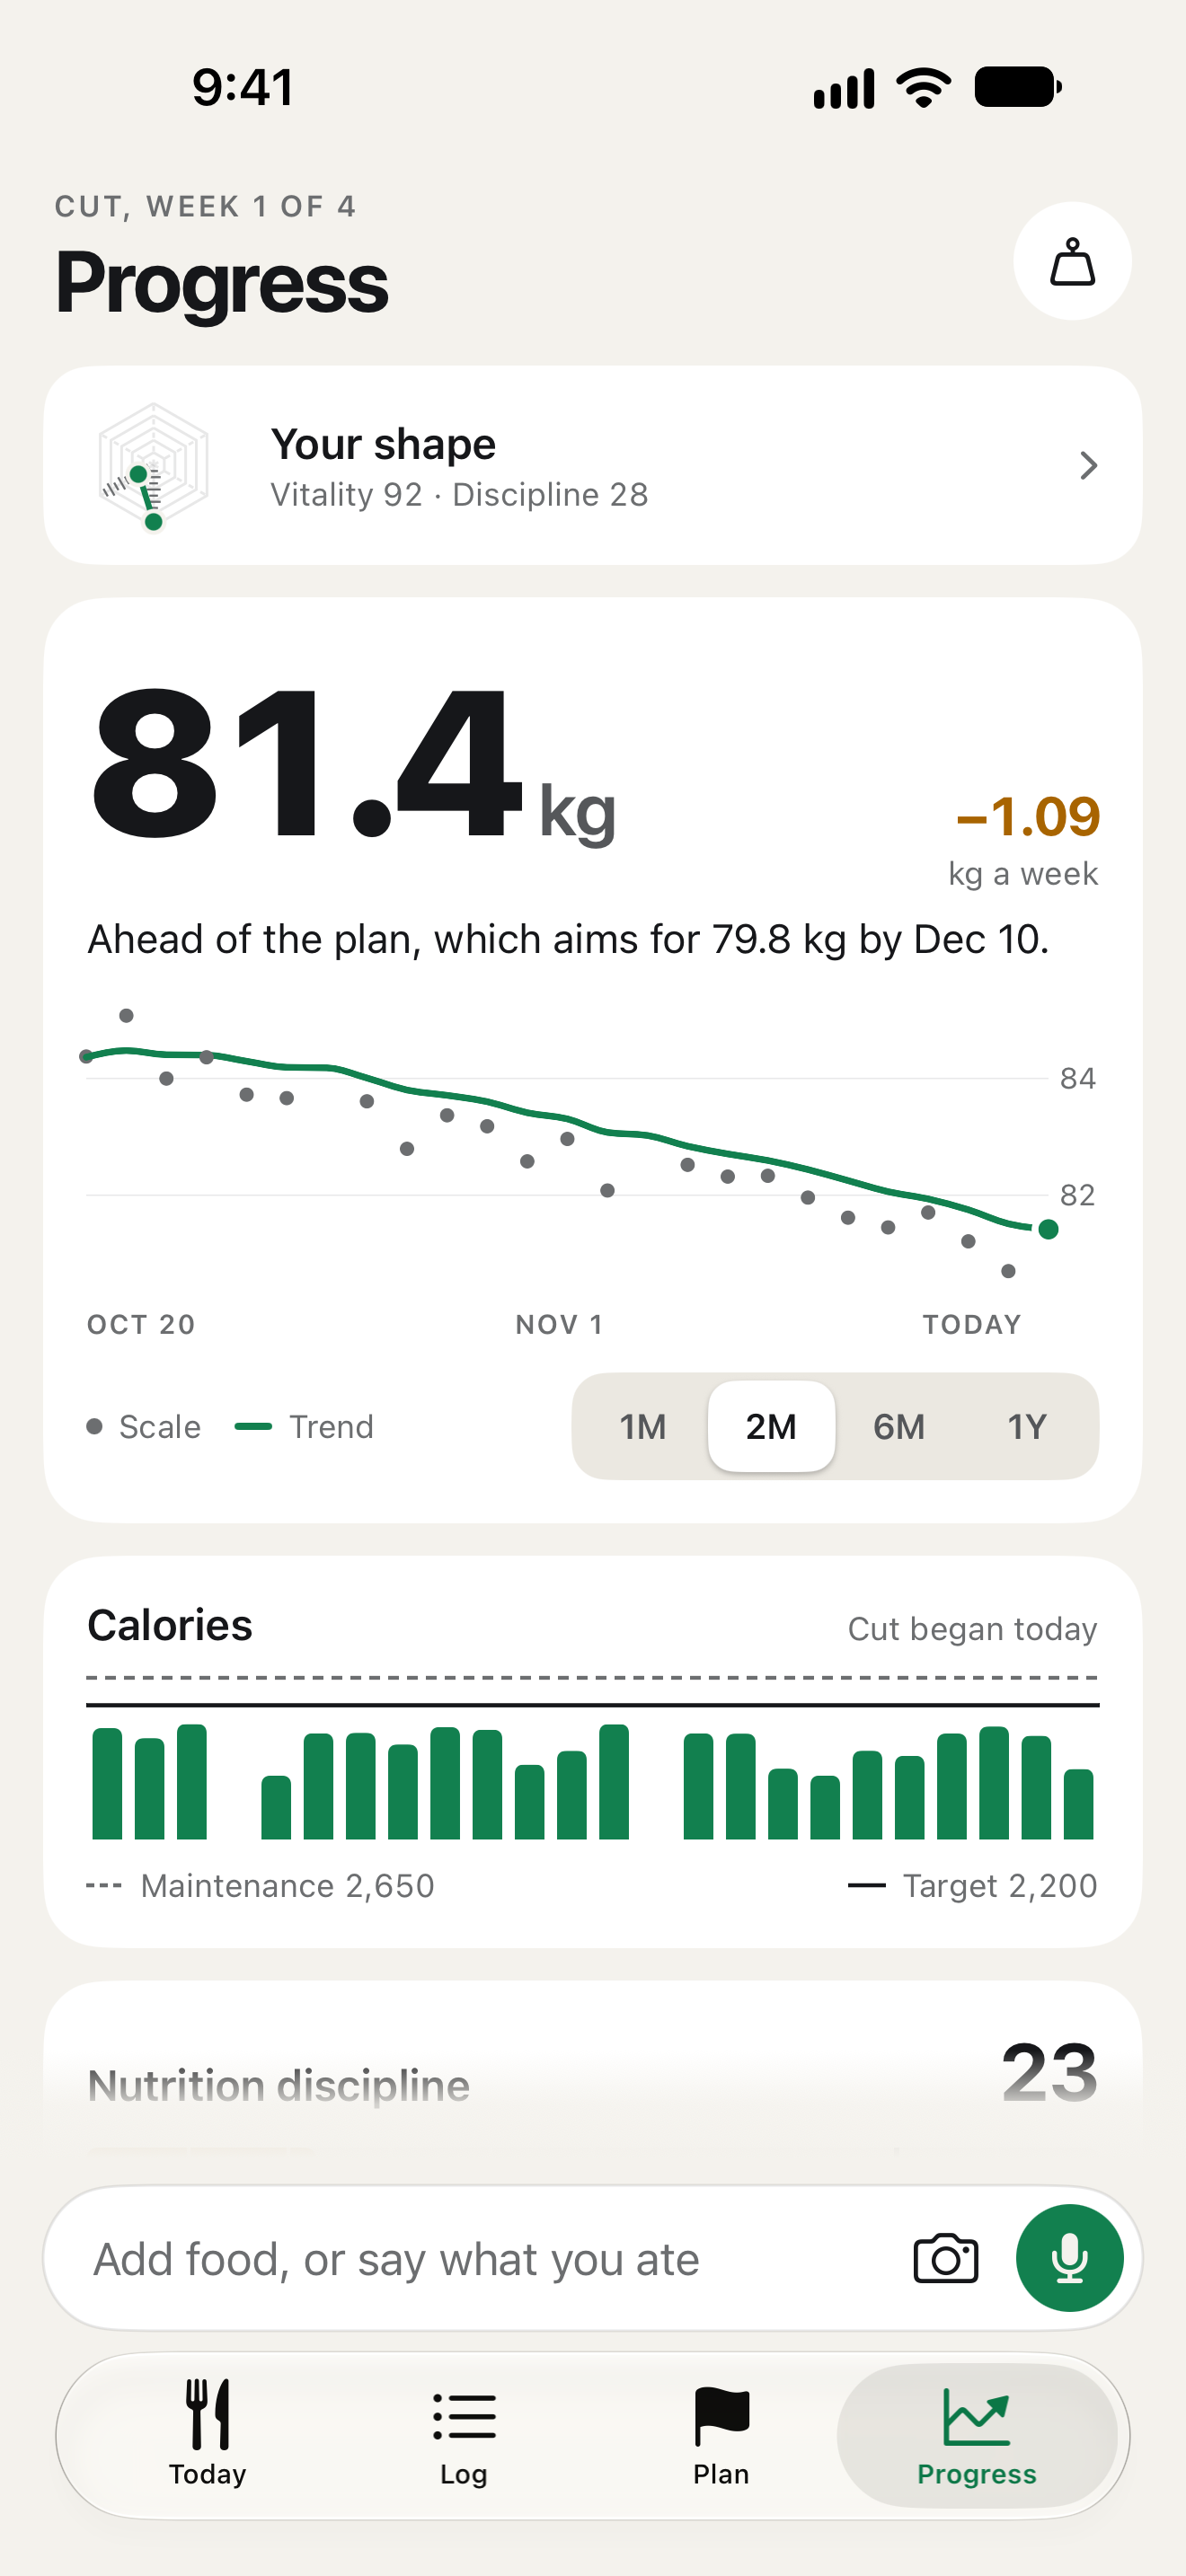 9:41
CUT, WEEK 1 OF 4
Progress
Your shape
Vitality 92 · Discipline 28
81.4 kg
−1.09
kg a week
Ahead of the plan, which aims for 79.8 kg by Dec 10.
84
82
OCT 20 NOV 1 TODAY
Scale Trend 1M 2M 6M 1Y
Calories Cut began today
Maintenance 2,650 Target 2,200
Nutrition discipline 23
Add food, or say what you ate
Today Log Plan Progress